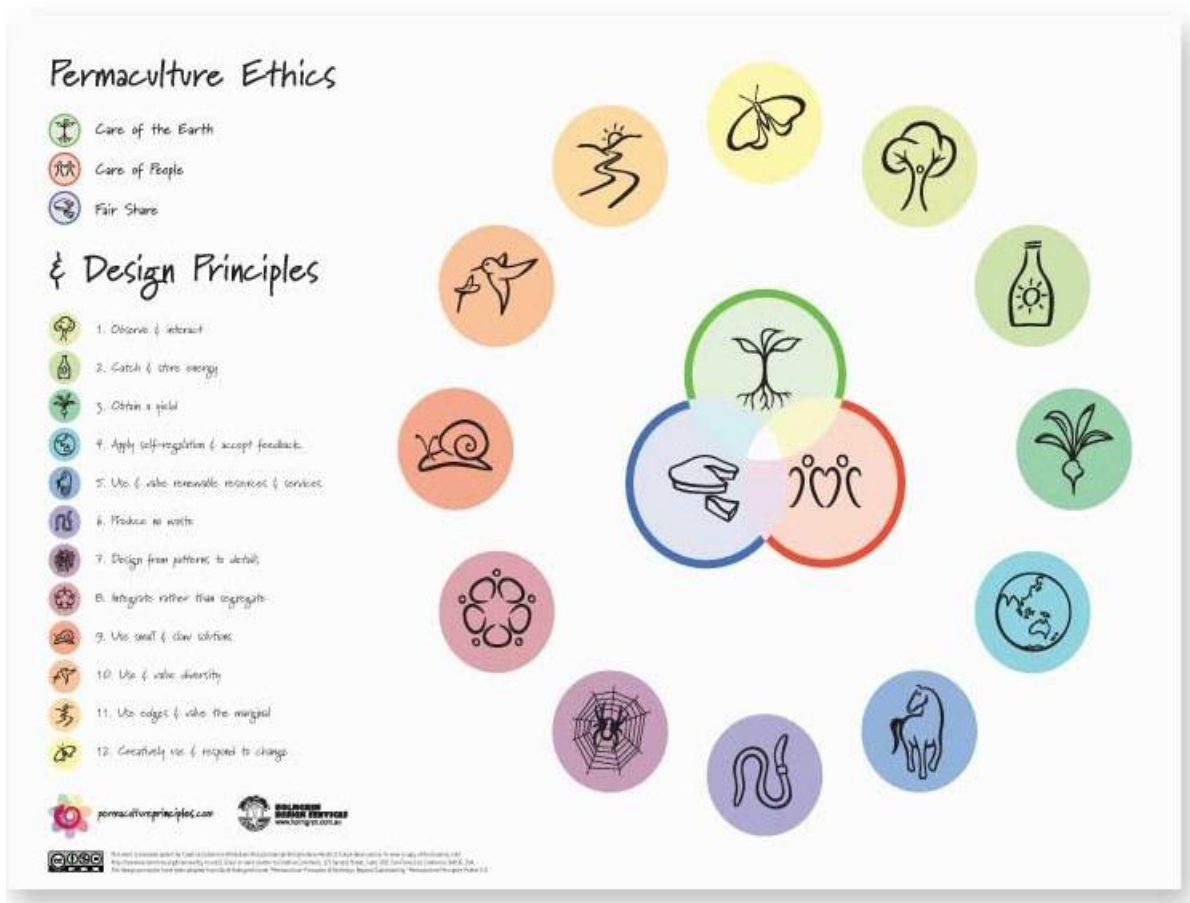 Permaculture Ethics
Care of the Earth
Care of People
Fair Share
& Design Principles
1. Observe & interact
2. Catch & store energy
3. Obtain a yield
4. Apply self-regulation & accept feedback
5. Use & value renewable resources & services
6. Produce no waste
7. Design from patterns to details
8. Integrate rather than segregate
9. Use small & slow solutions
10. Use & value diversity
11. Use edges & value the marginal
12. Creatively use & respond to change
permacultureprinciples.com
HOLMGREN
DESIGN SERVICES
www.holmgren.com.au